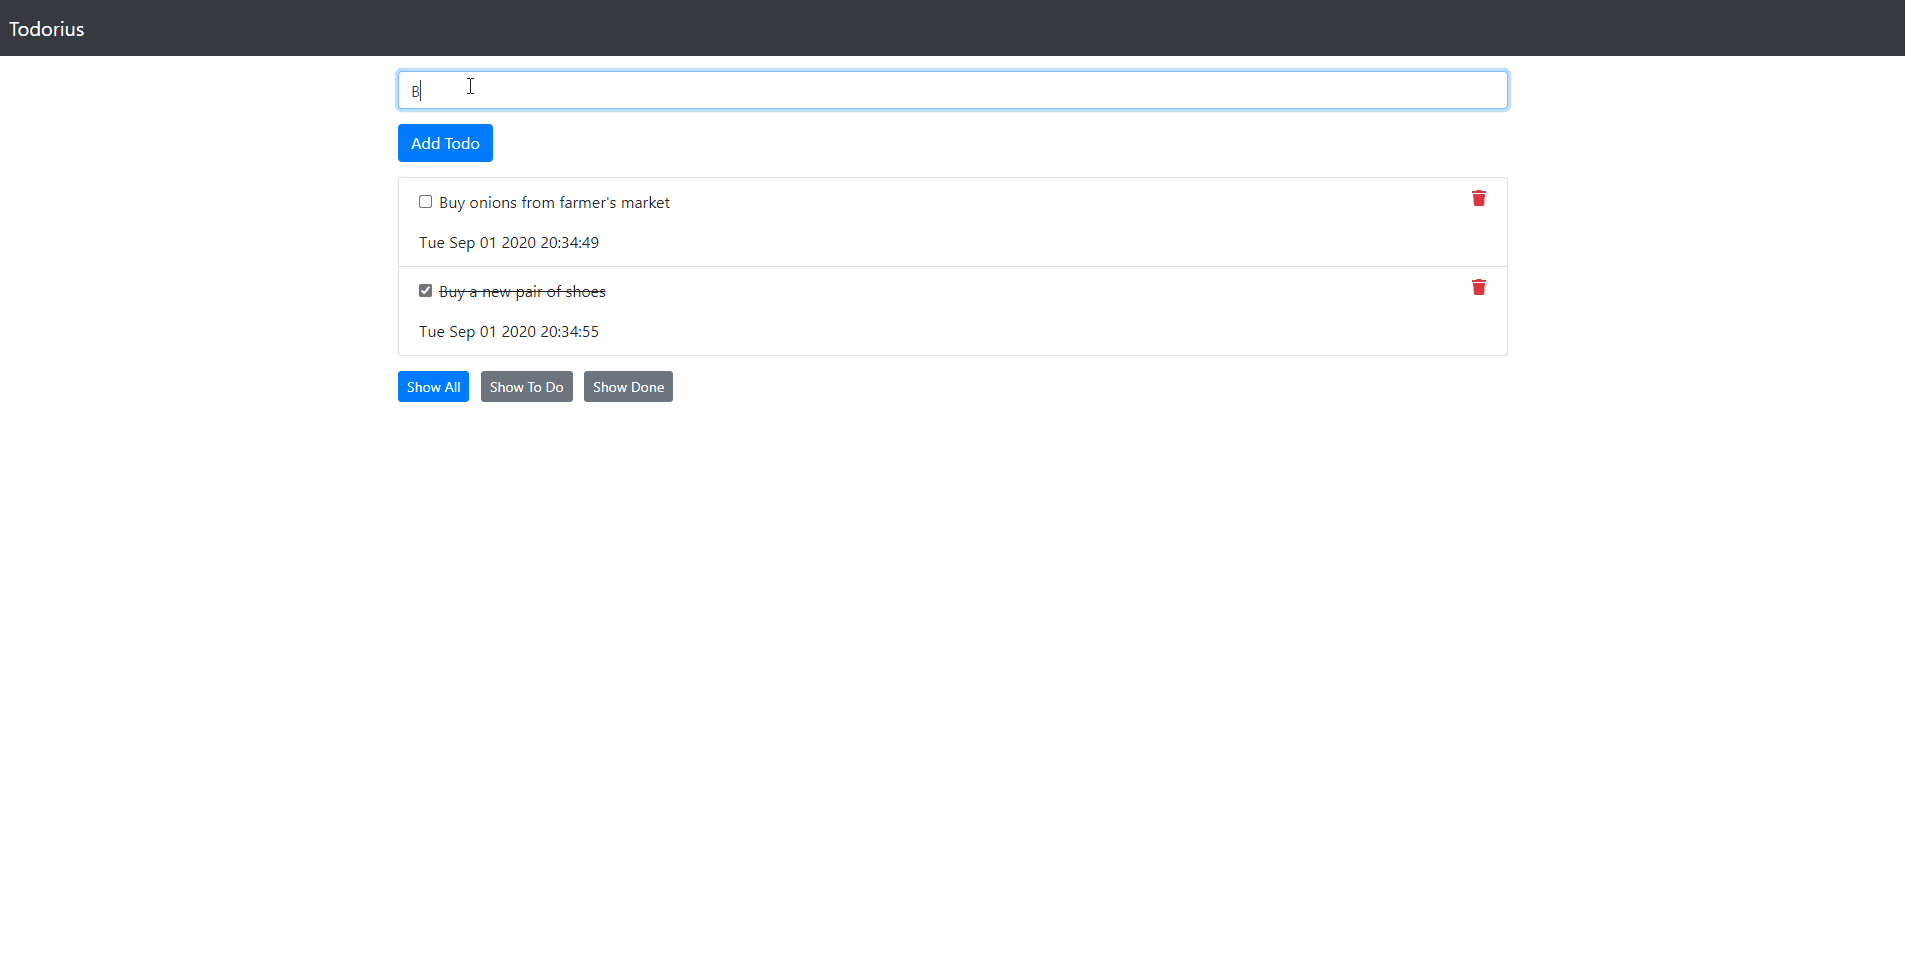 Todorius
B
Add Todo
Buy onions from farmer's market
Tue Sep 01 2020 20:34:49
Buy a new pair of shoes
Tue Sep 01 2020 20:34:55
Show All Show To Do Show Done